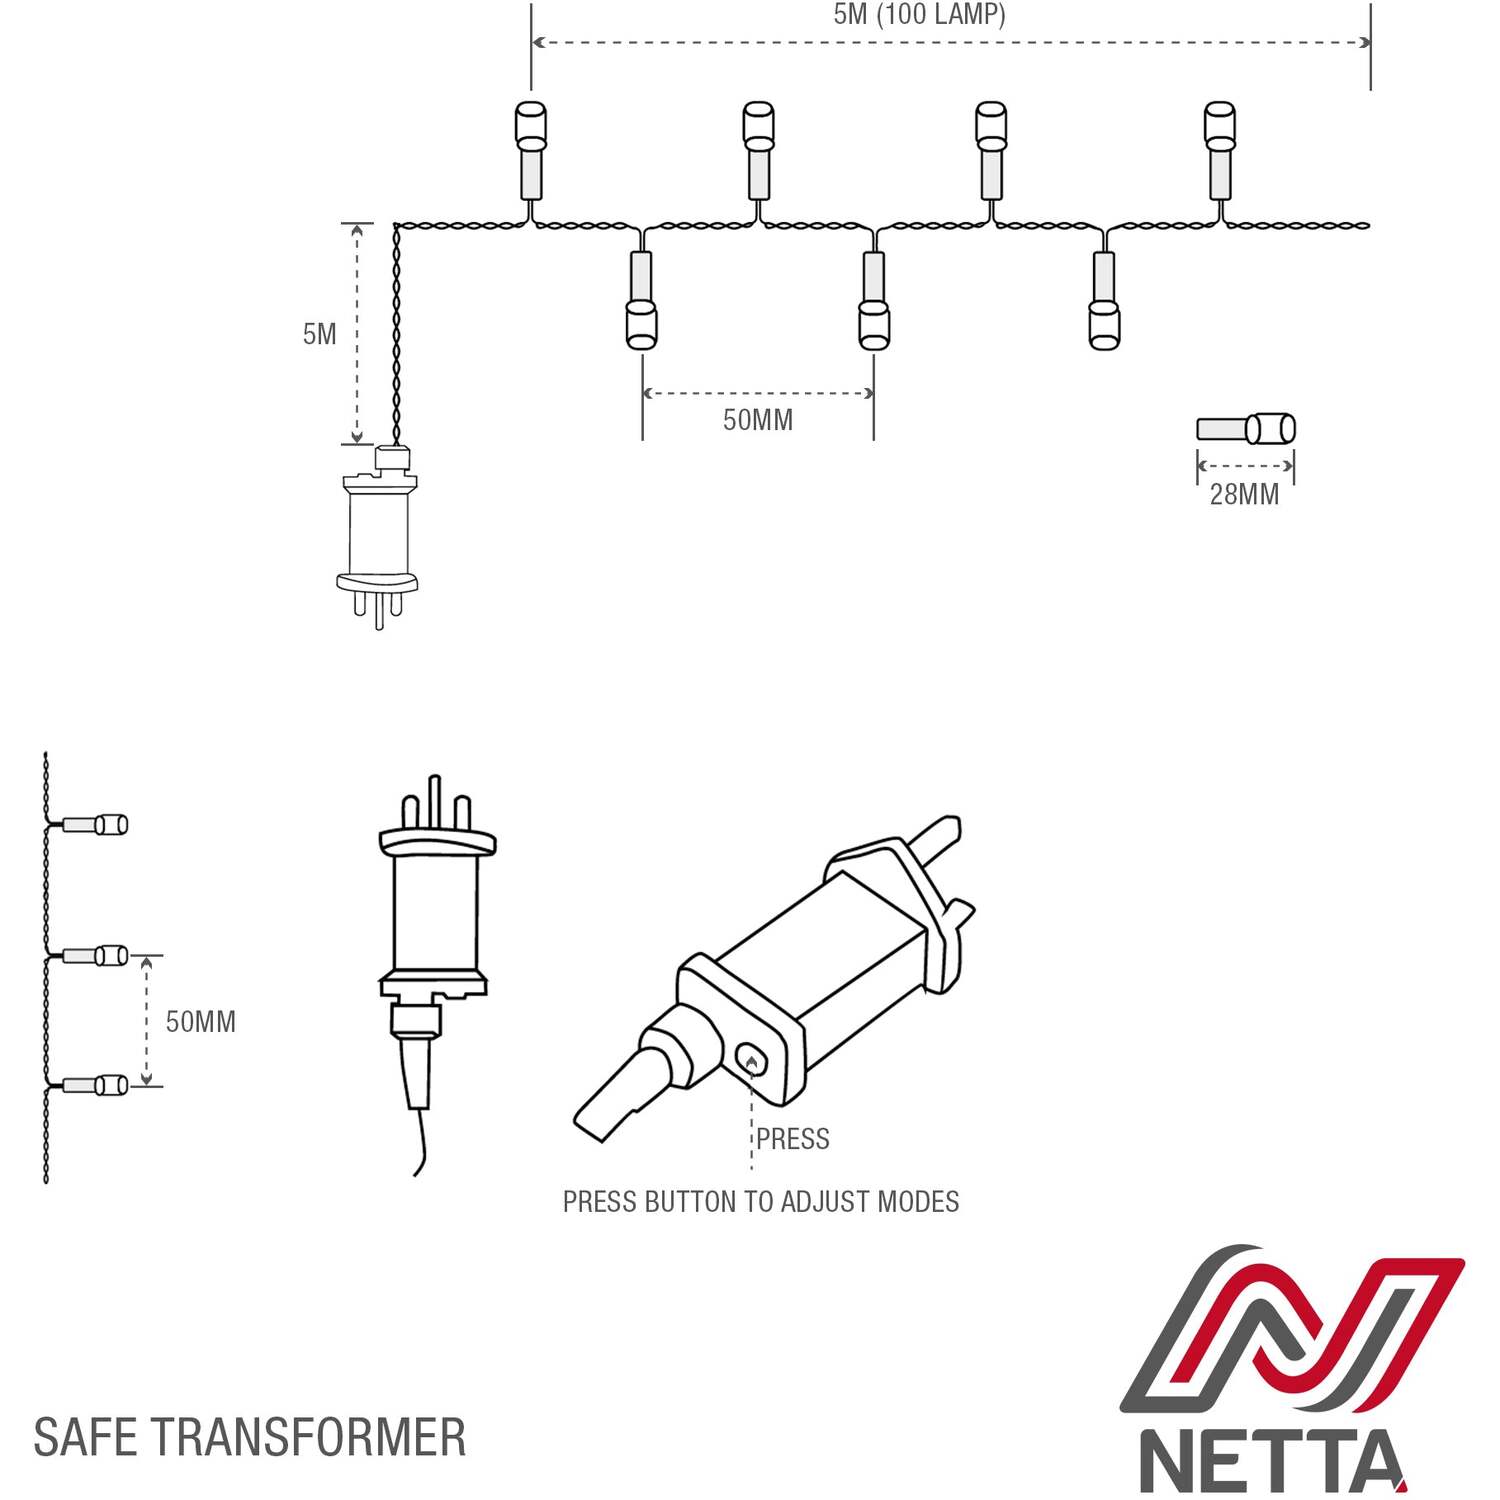 5M (100 LAMP)
5M
50MM
28MM
50MM
PRESS
PRESS BUTTON TO ADJUST MODES
SAFE TRANSFORMER
NETTA